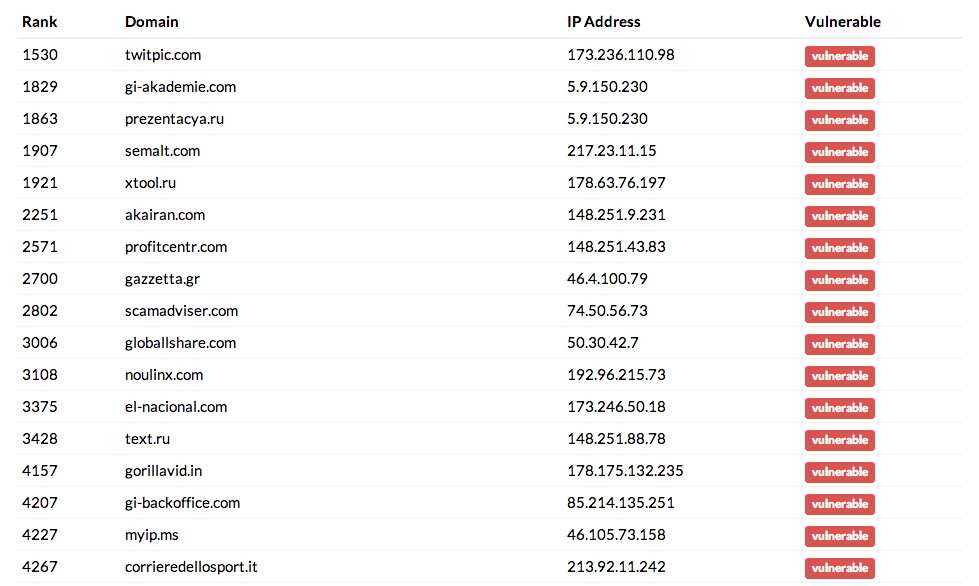 Rank Domain IP Address Vulnerable
1530 twitpic.com 173.236.110.98 vulnerable
1829 gi-akademie.com 5.9.150.230 vulnerable
1863 prezentacya.ru 5.9.150.230 vulnerable
1907 semalt.com 217.23.11.15 vulnerable
1921 xtool.ru 178.63.76.197 vulnerable
2251 akairan.com 148.251.9.231 vulnerable
2571 profitcentr.com 148.251.43.83 vulnerable
2700 gazzetta.gr 46.4.100.79 vulnerable
2802 scamadviser.com 74.50.56.73 vulnerable
3006 globallshare.com 50.30.42.7 vulnerable
3108 noulinx.com 192.96.215.73 vulnerable
3375 el-nacional.com 173.246.50.18 vulnerable
3428 text.ru 148.251.88.78 vulnerable
4157 gorillavid.in 178.175.132.235 vulnerable
4207 gi-backoffice.com 85.214.135.251 vulnerable
4227 myip.ms 46.105.73.158 vulnerable
4267 corrieredellosport.it 213.92.11.242 vulnerable